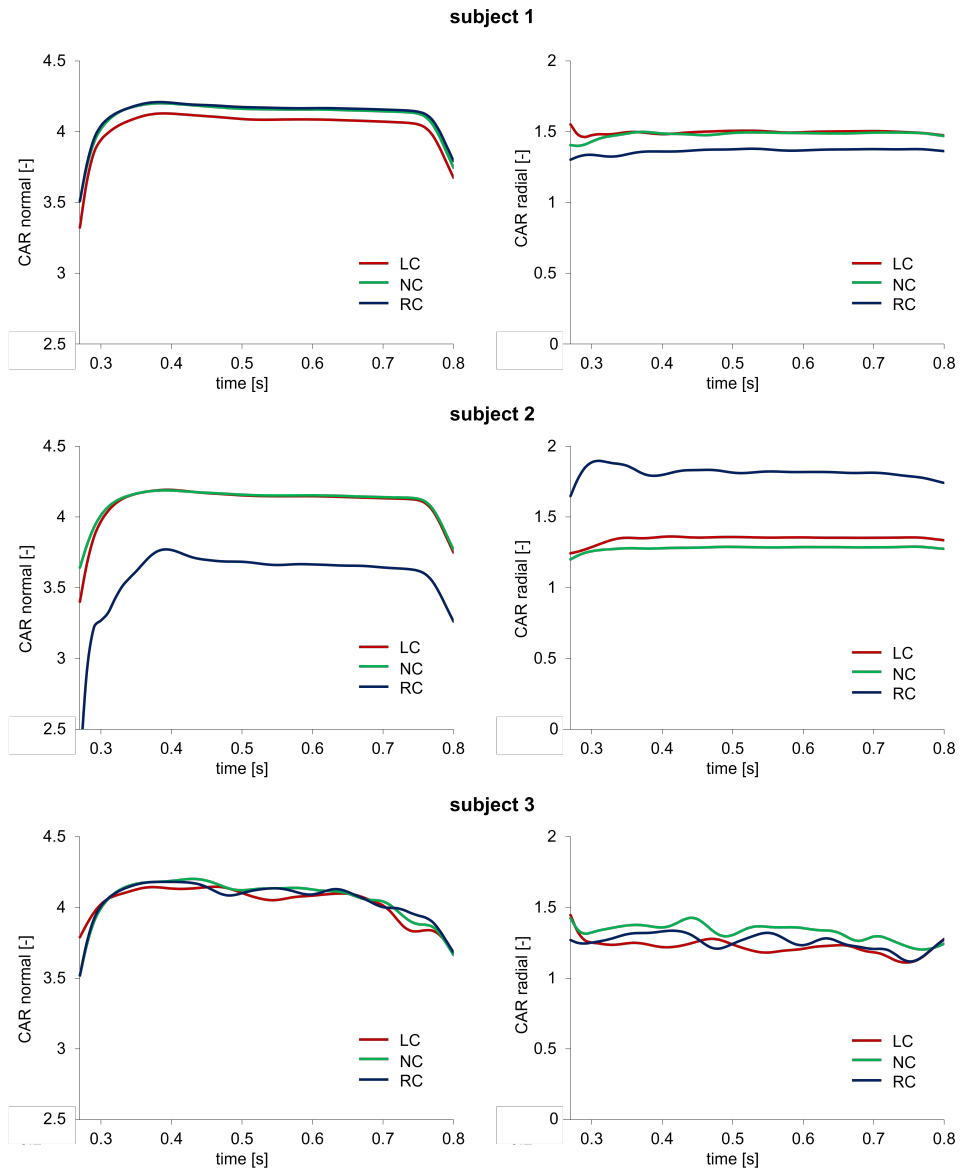 subject 1
4.5
4
3.5
3
2.5
CAR normal [-]
LC
NC
RC
0.3 0.4 0.5 0.6 0.7 0.8
time [s]
2
1.5
1
0.5
0
CAR radial [-]
LC
NC
RC
0.3 0.4 0.5 0.6 0.7 0.8
time [s]
subject 2
4.5
4
3.5
3
2.5
CAR normal [-]
LC
NC
RC
0.3 0.4 0.5 0.6 0.7 0.8
time [s]
2
1.5
1
0.5
0
CAR radial [-]
LC
NC
RC
0.3 0.4 0.5 0.6 0.7 0.8
time [s]
subject 3
4.5
4
3.5
3
2.5
CAR normal [-]
LC
NC
RC
0.3 0.4 0.5 0.6 0.7 0.8
time [s]
2
1.5
1
0.5
0
CAR radial [-]
LC
NC
RC
0.3 0.4 0.5 0.6 0.7 0.8
time [s]